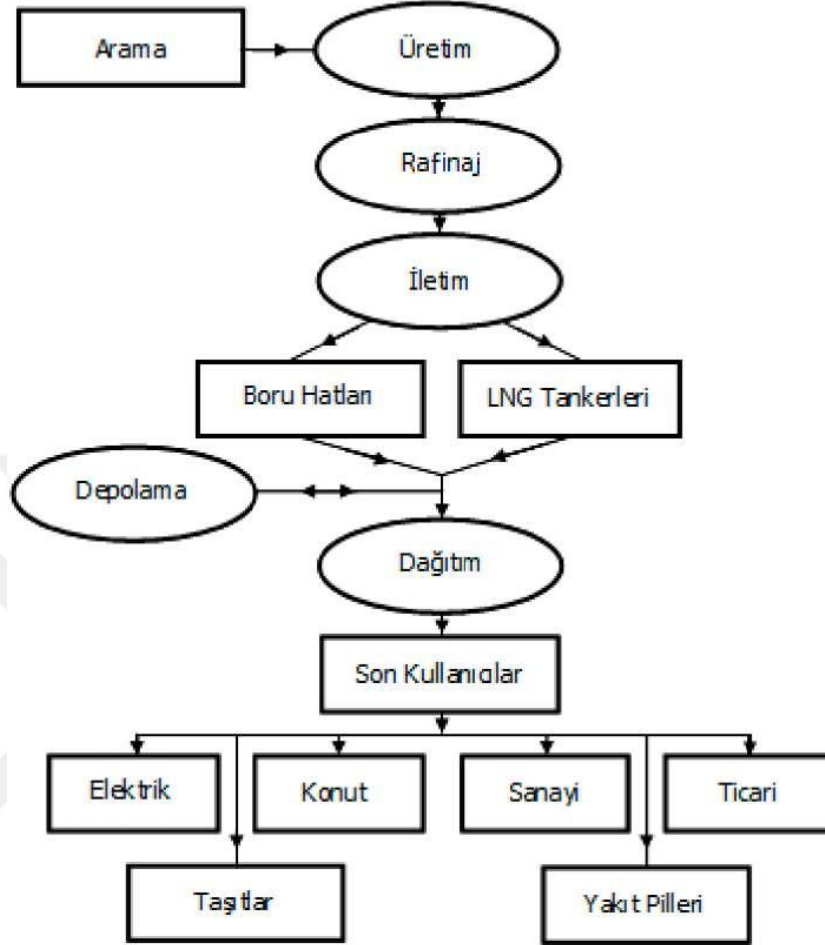 Arama
Üretim
Rafinaj
İletim
Boru Hatları
LNG Tankerleri
Depolama
Dağıtım
Son Kullanıcılar
Elektrik
Konut
Sanayi
Ticari
Taşıtlar
Yakıt Pilleri